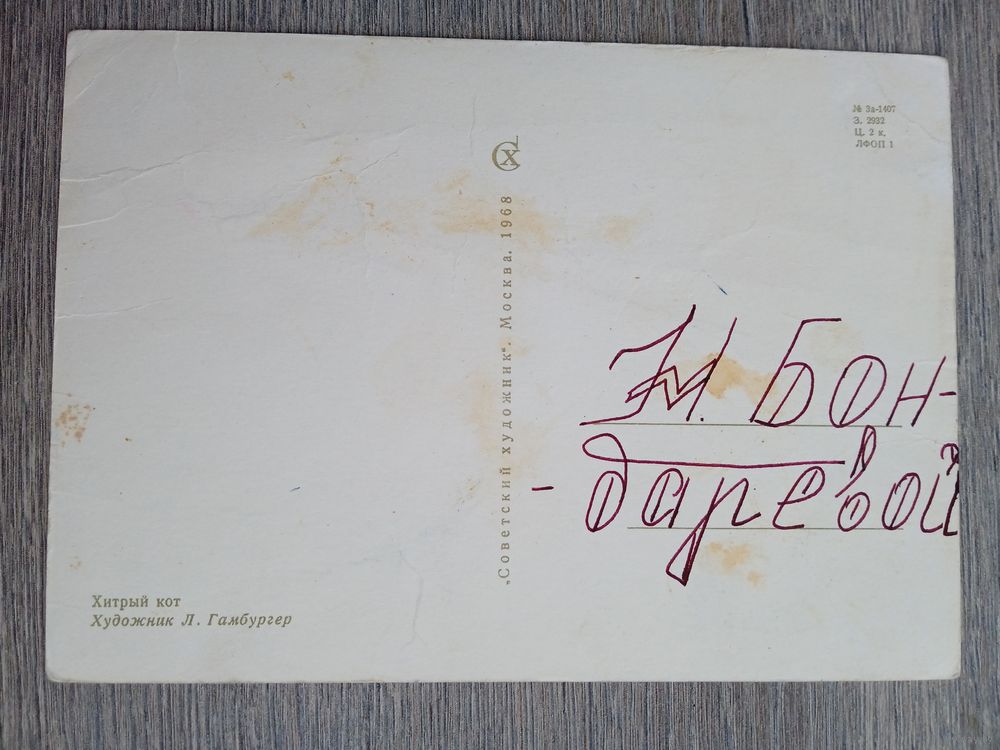 № 3а-1407
З. 2932
Ц. 2 к.
ЛФОП 1
СХ
„Советский художник“. Москва. 1968
Бон-
-даревой
Хитрый кот
Художник Л. Гамбургер